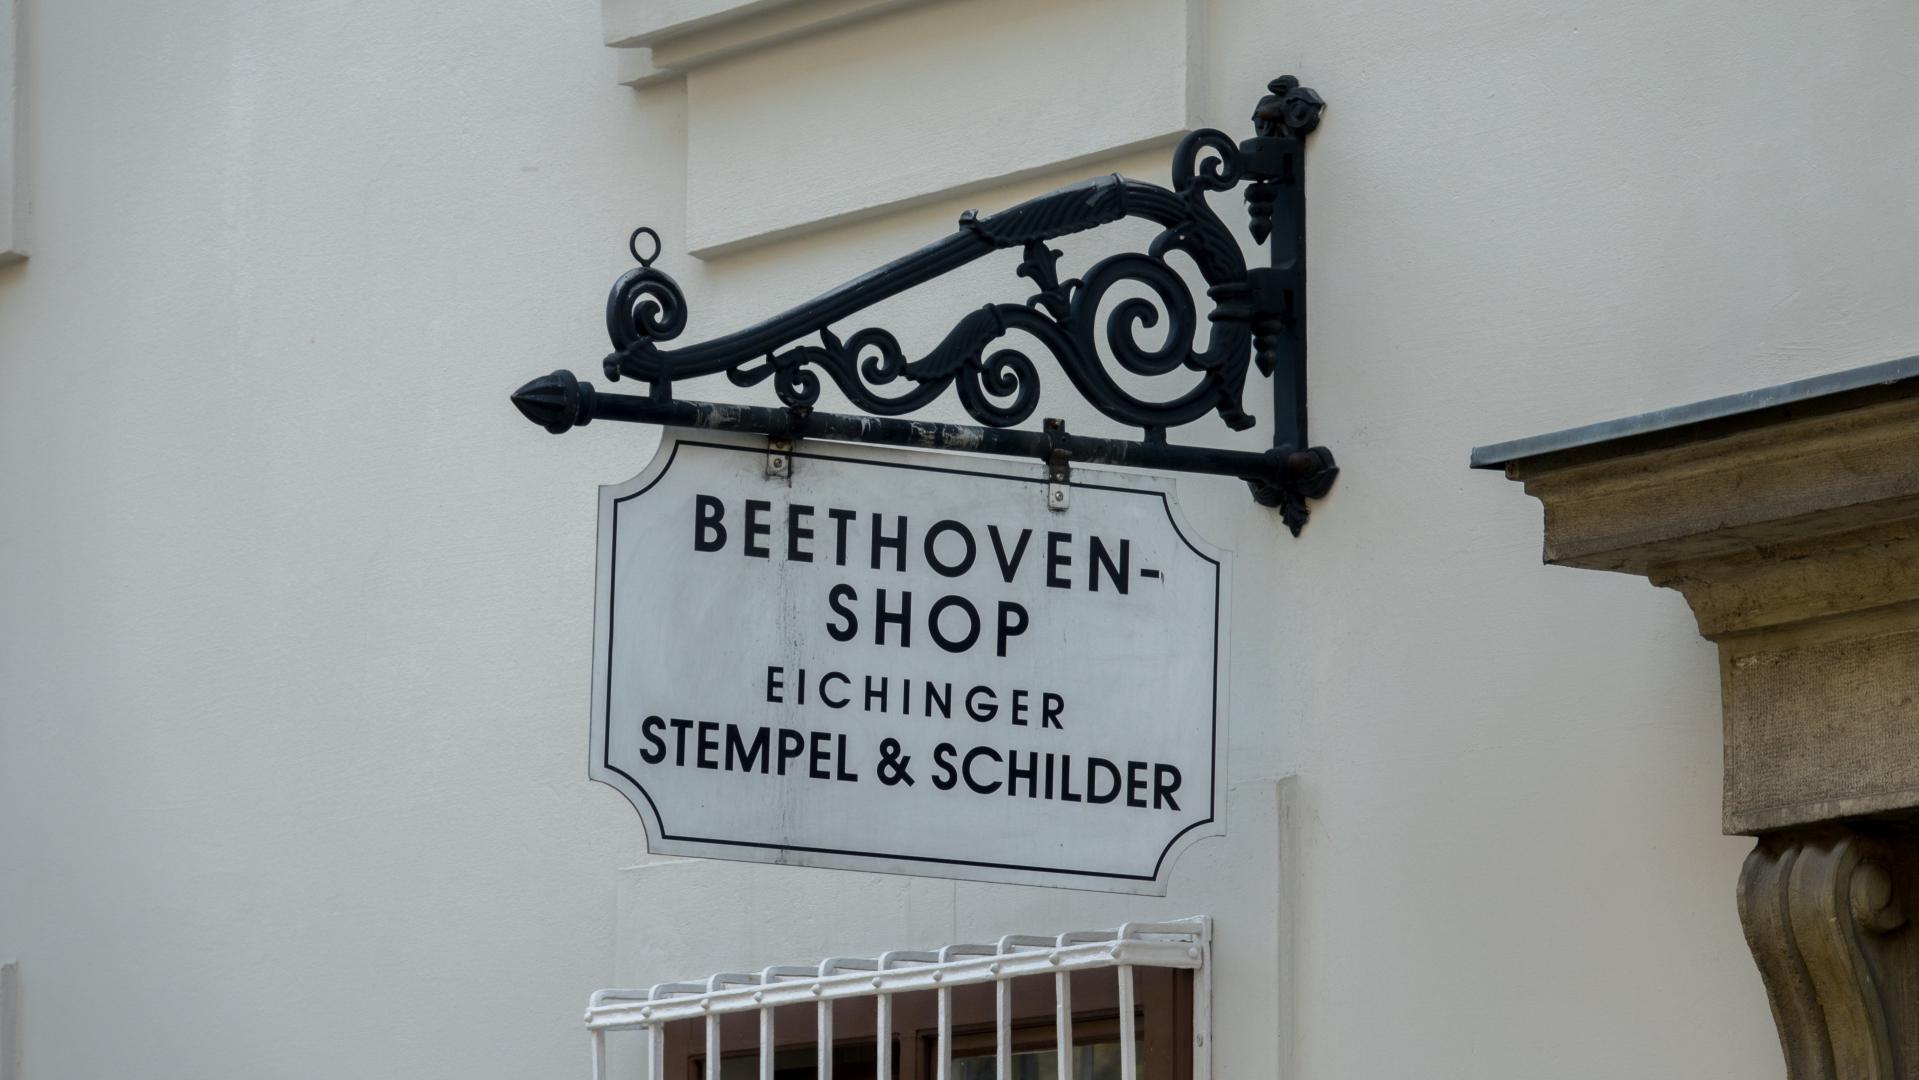 BEETHOVEN-
SHOP
EICHINGER
STEMPEL & SCHILDER